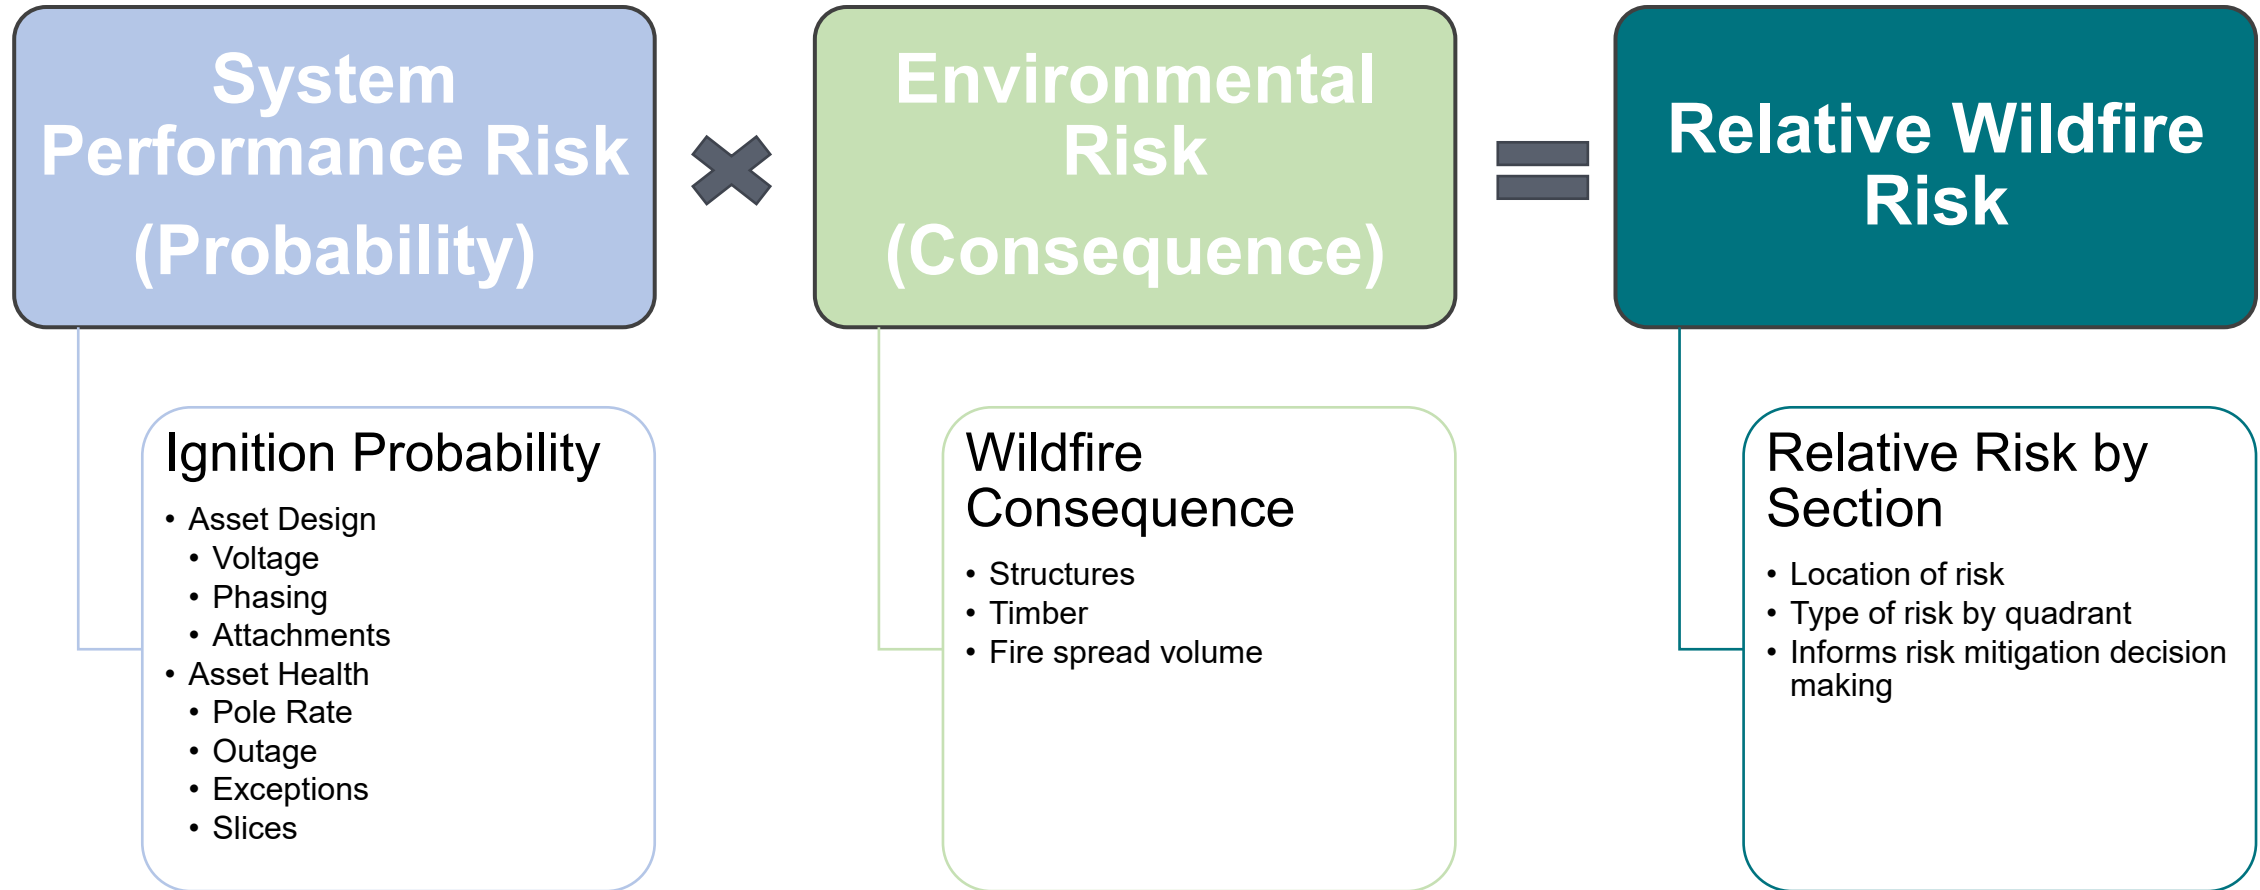 System
Performance Risk
(Probability)
Environmental
Risk
(Consequence)
Relative Wildfire
Risk
Ignition Probability
• Asset Design
• Voltage
• Phasing
• Attachments
• Asset Health
• Pole Rate
• Outage
• Exceptions
• Slices
Wildfire
Consequence
• Structures
• Timber
• Fire spread volume
Relative Risk by
Section
• Location of risk
• Type of risk by quadrant
• Informs risk mitigation decision
making